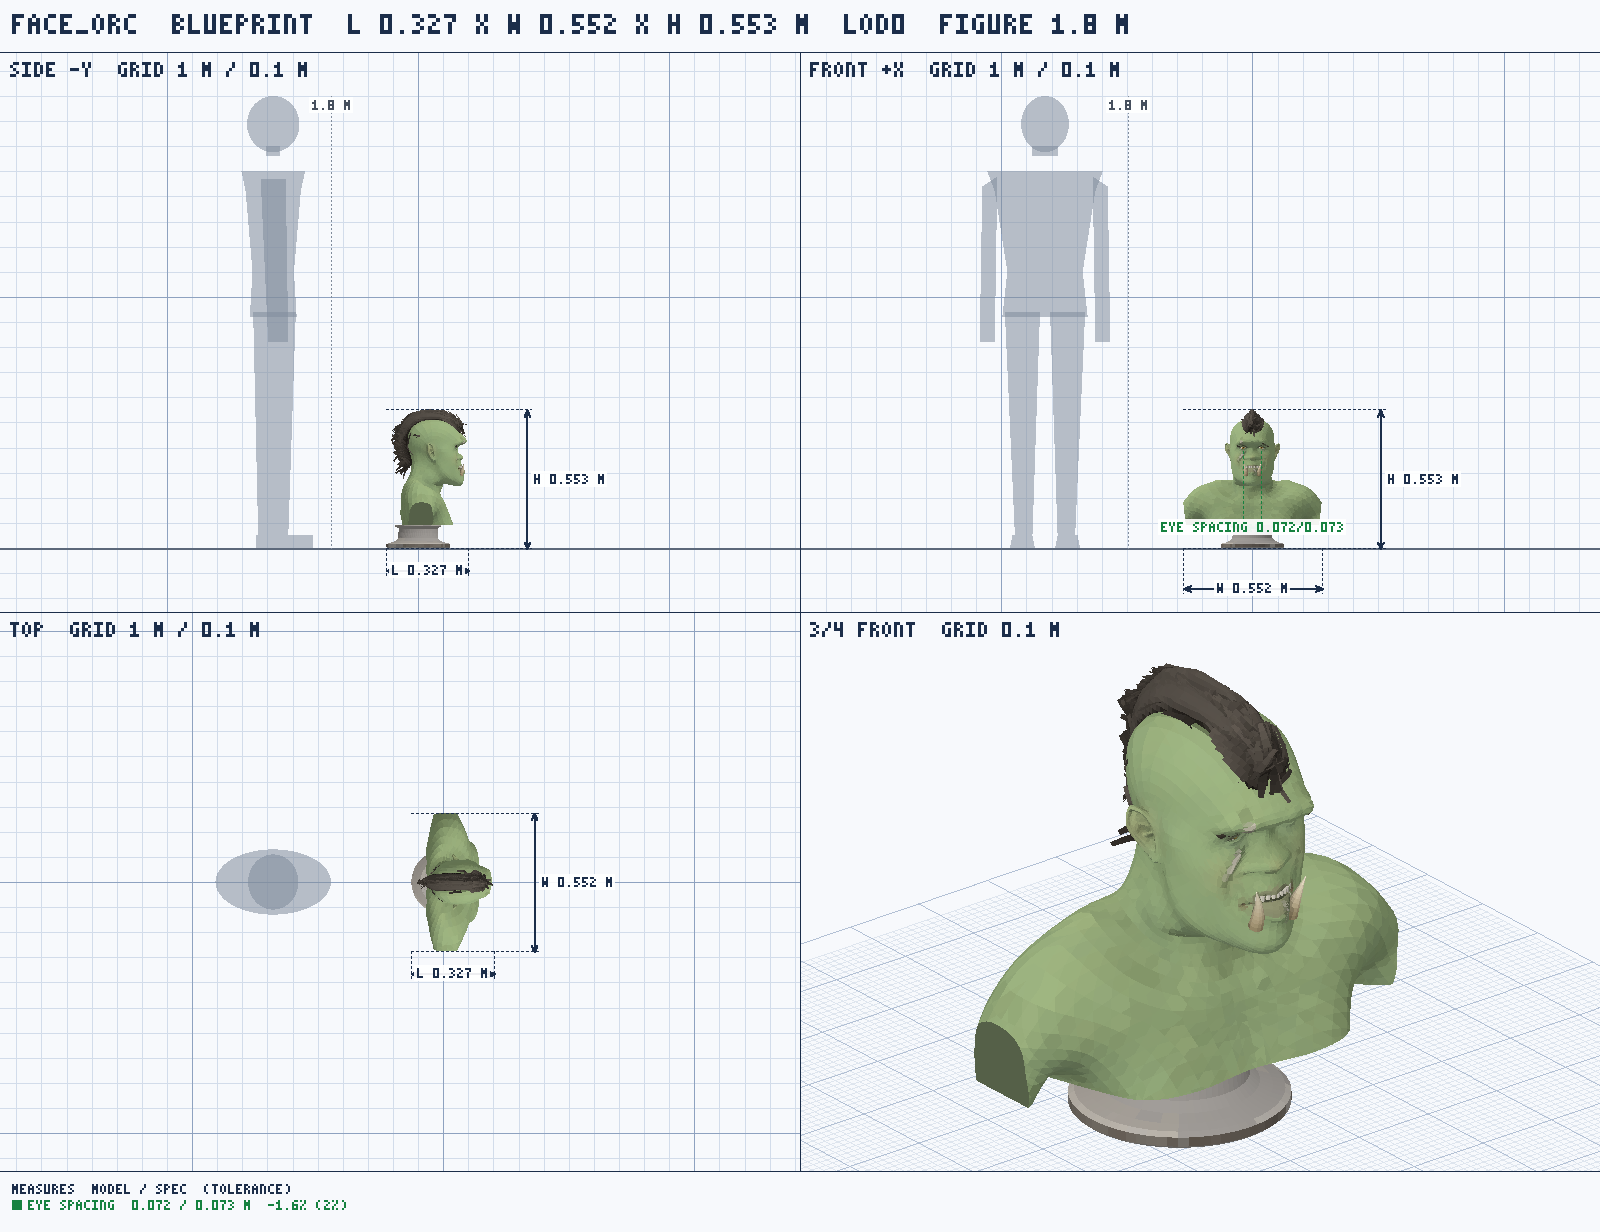 FACE_ORC BLUEPRINT L 0.327 X W 0.552 X H 0.553 M LOD0 FIGURE 1.8 M
SIDE -Y GRID 1 M / 0.1 M
1.8 M
H 0.553 M
L 0.327 M
FRONT +X GRID 1 M / 0.1 M
1.8 M
H 0.553 M
EYE SPACING 0.072/0.073
W 0.552 M
TOP GRID 1 M / 0.1 M
W 0.552 M
L 0.327 M
3/4 FRONT GRID 0.1 M
MEASURES MODEL / SPEC (TOLERANCE)
EYE SPACING 0.072 / 0.073 M -1.6% (2%)